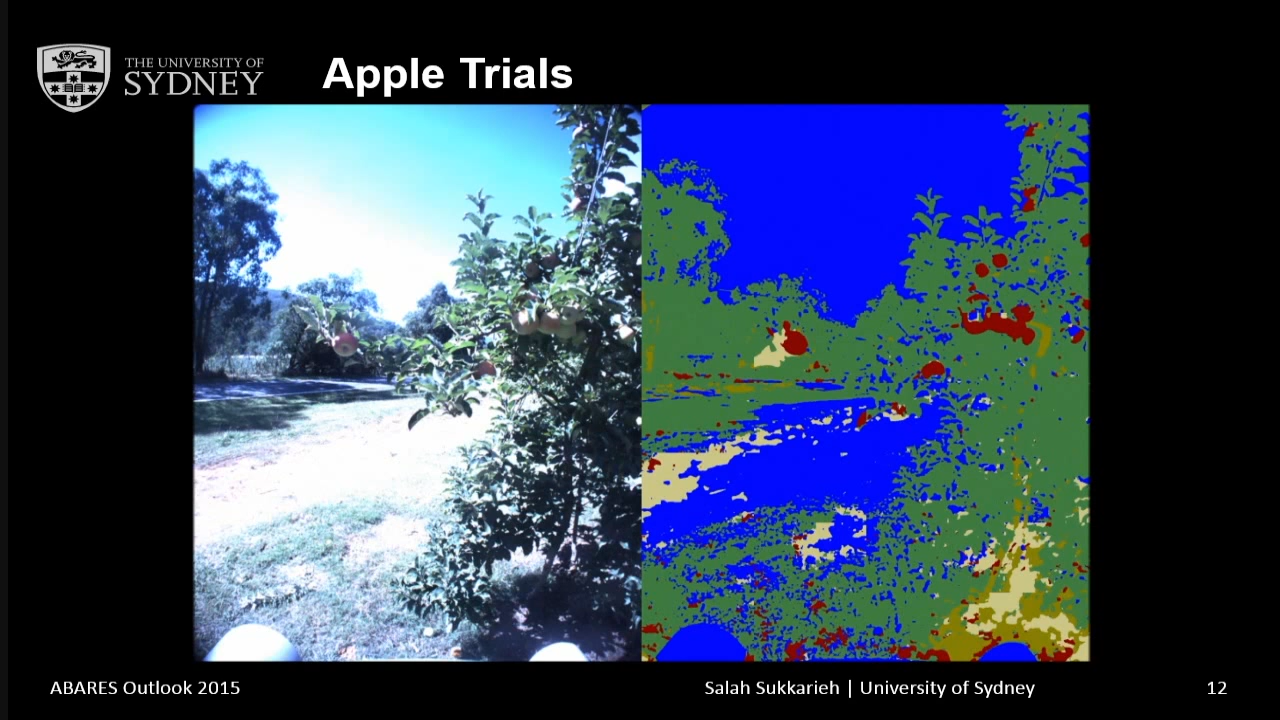 THE UNIVERSITY OF
SYDNEY
Apple Trials
ABARES Outlook 2015
Salah Sukkarieh | University of Sydney
12